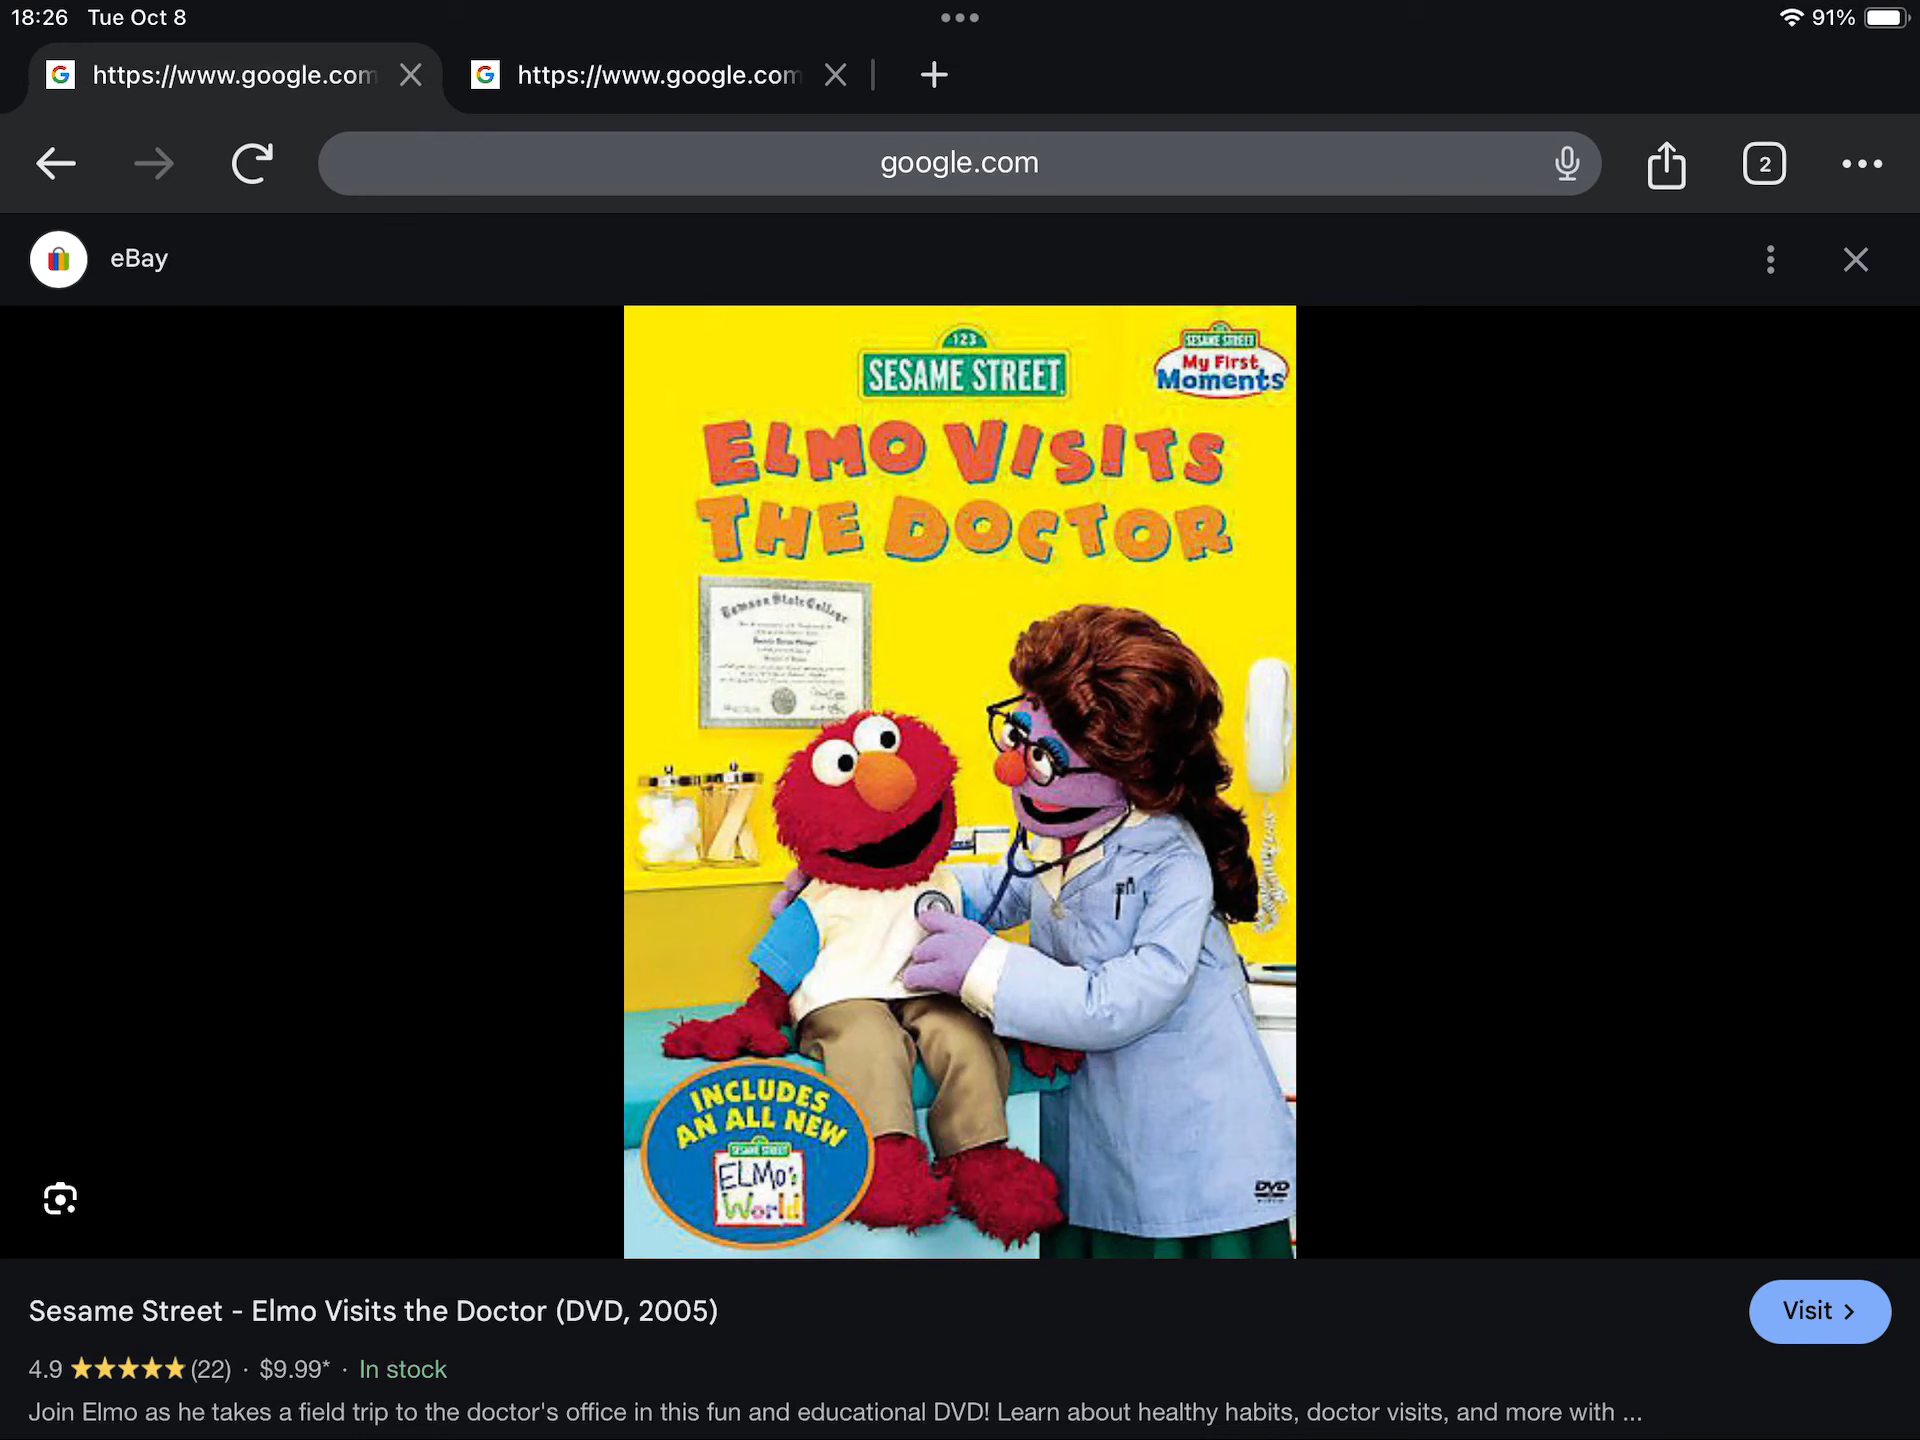 18:26 Tue Oct 8
91%
https://www.google.com
https://www.google.com
google.com
2
eBay
123
SESAME STREET
SESAME STREET
My First
Moments
ELMO VISITS
THE DOCTOR
Towson State College
INCLUDES
AN ALL NEW
SESAME STREET
ELMO's
World
DVD
VIDEO
Sesame Street - Elmo Visits the Doctor (DVD, 2005)
Visit
4.9 (22) · $9.99* · In stock
Join Elmo as he takes a field trip to the doctor's office in this fun and educational DVD! Learn about healthy habits, doctor visits, and more with ...